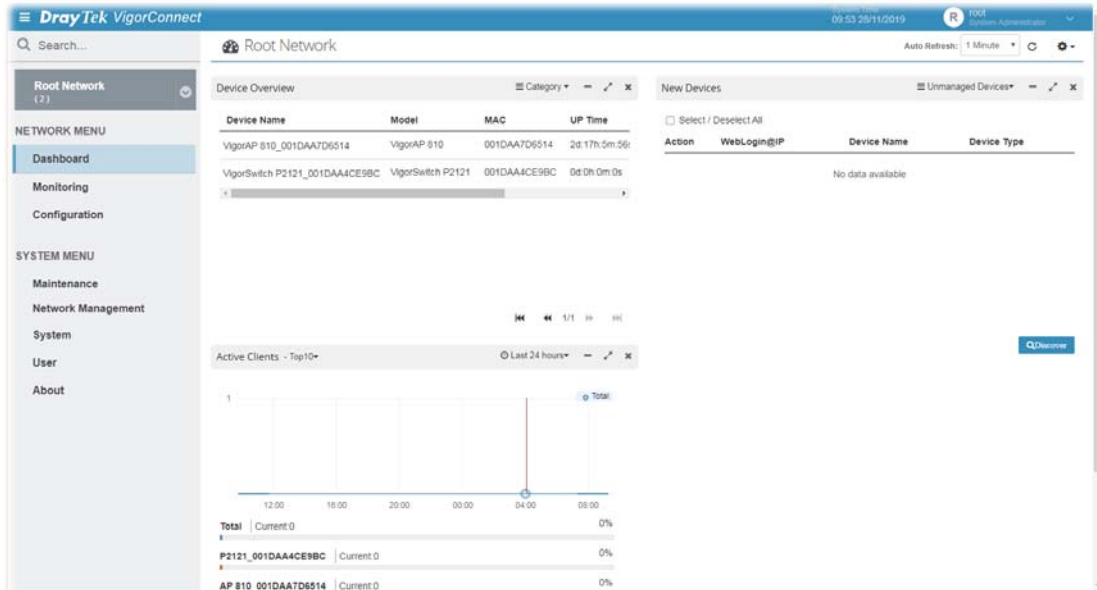 DrayTek VigorConnect
System Time
09:53 28/11/2019
R
root
System Administrator
Search...
Root Network
Auto Refresh: 1 Minute
Root Network
(2)
NETWORK MENU
Dashboard
Monitoring
Configuration
SYSTEM MENU
Maintenance
Network Management
System
User
About
Device Overview
Category
Device Name Model MAC UP Time
VigorAP 810_001DAA7D6514 VigorAP 810 001DAA7D6514 2d:17h:5m:56s
VigorSwitch P2121_001DAA4CE9BC VigorSwitch P2121 001DAA4CE9BC 0d:0h:0m:0s
1/1
New Devices
Unmanaged Devices
Select / Deselect All
Action WebLogin@IP Device Name Device Type
No data available
Discover
Active Clients - Top10
Last 24 hours
1
Total
12:00 16:00 20:00 00:00 04:00 08:00
Total Current:0 0%
P2121_001DAA4CE9BC Current:0 0%
AP 810_001DAA7D6514 Current:0 0%